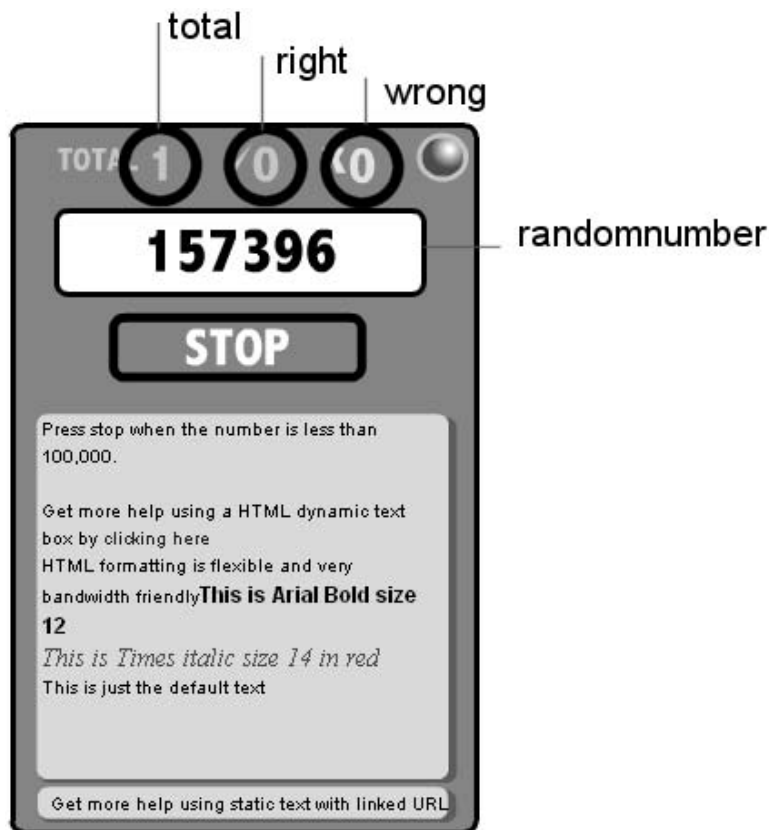 total
right
wrong
TOTAL 1 ✓0 X0
157396
randomnumber
STOP
Press stop when the number is less than
100,000.
Get more help using a HTML dynamic text
box by clicking here
HTML formatting is flexible and very
bandwidth friendlyThis is Arial Bold size
12
This is Times italic size 14 in red
This is just the default text
Get more help using static text with linked URL